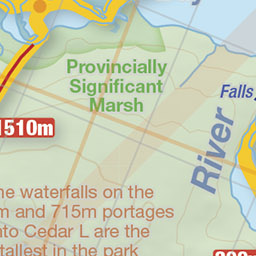 Provincially
Significant
Marsh
Falls
1510m
River
he waterfalls on the
m and 715m portages
nto Cedar L are the
tallest in the park